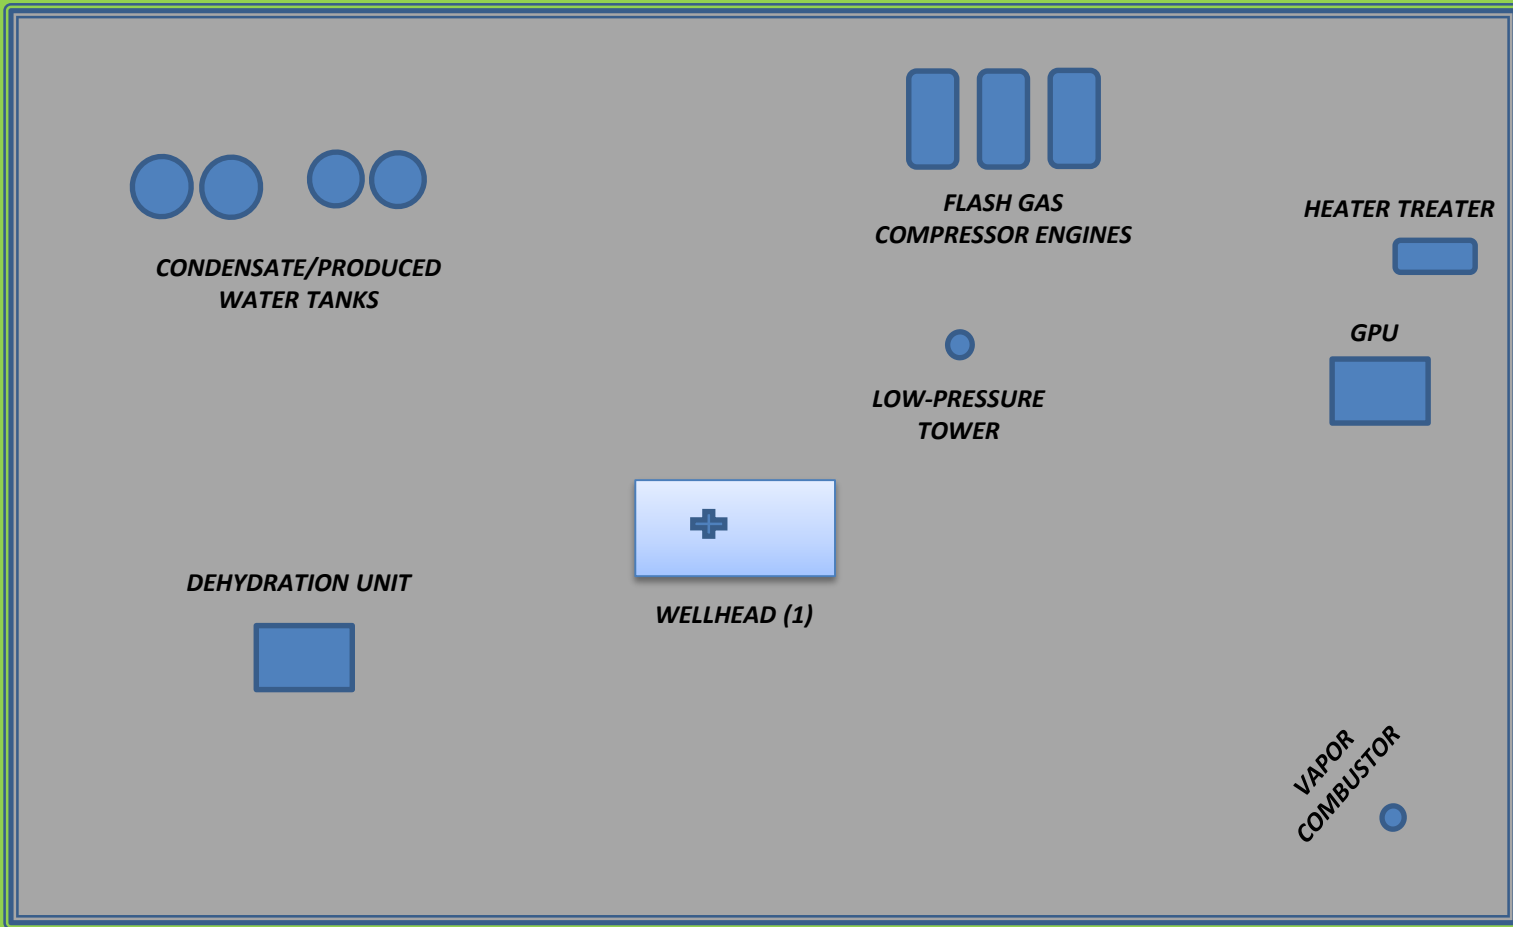 FLASH GAS
COMPRESSOR ENGINES
HEATER TREATER
CONDENSATE/PRODUCED
WATER TANKS
GPU
LOW-PRESSURE
TOWER
DEHYDRATION UNIT
WELLHEAD (1)
VAPOR
COMBUSTOR